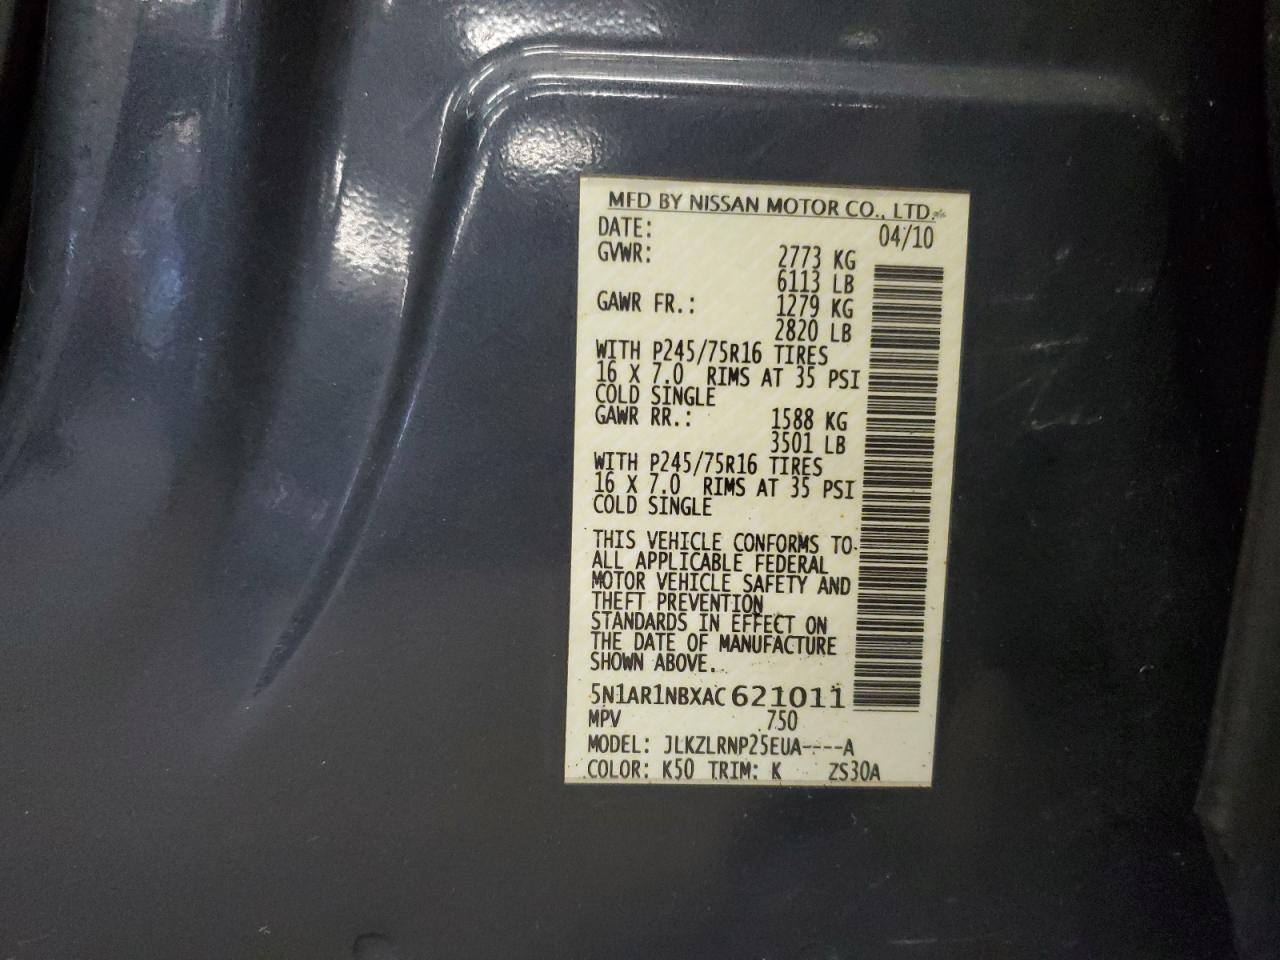 MFD BY NISSAN MOTOR CO., LTD.
DATE: 04/10
GVWR: 2773 KG
6113 LB
GAWR FR.: 1279 KG
2820 LB
WITH P245/75R16 TIRES
16 X 7.0 RIMS AT 35 PSI
COLD SINGLE
GAWR RR.: 1588 KG
3501 LB
WITH P245/75R16 TIRES
16 X 7.0 RIMS AT 35 PSI
COLD SINGLE
THIS VEHICLE CONFORMS TO
ALL APPLICABLE FEDERAL
MOTOR VEHICLE SAFETY AND
THEFT PREVENTION
STANDARDS IN EFFECT ON
THE DATE OF MANUFACTURE
SHOWN ABOVE.
5N1AR1NBXAC621011
MPV 750
MODEL: JLKZLRNP25EUA----A
COLOR: K50 TRIM: K ZS30A